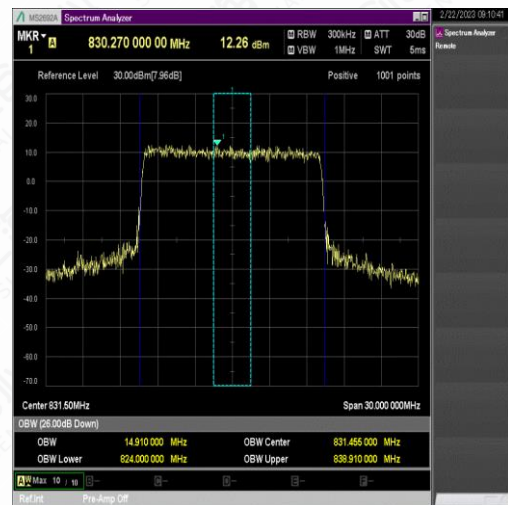 MS2692A Spectrum Analyzer 2/22/2023 09:10:41
MKR 1 A 830.270 000 00 MHz 12.26 dBm M RBW 300kHz M ATT 30dB
M VBW 1MHz SWT 5ms
Spectrum Analyzer
Remote
Reference Level 30.00dBm[7.96dB] Positive 1001 points
30.0
20.0
10.0
0.0
-10.0
-20.0
-30.0
-40.0
-50.0
-60.0
-70.0
1
Center 831.50MHz Span 30.000 000MHz
OBW (26.00dB Down)
OBW 14.910 000 MHz OBW Center 831.455 000 MHz
OBW Lower 824.000 000 MHz OBW Upper 838.910 000 MHz
A W Max 10 / 10
Ref.Int Pre-Amp Off